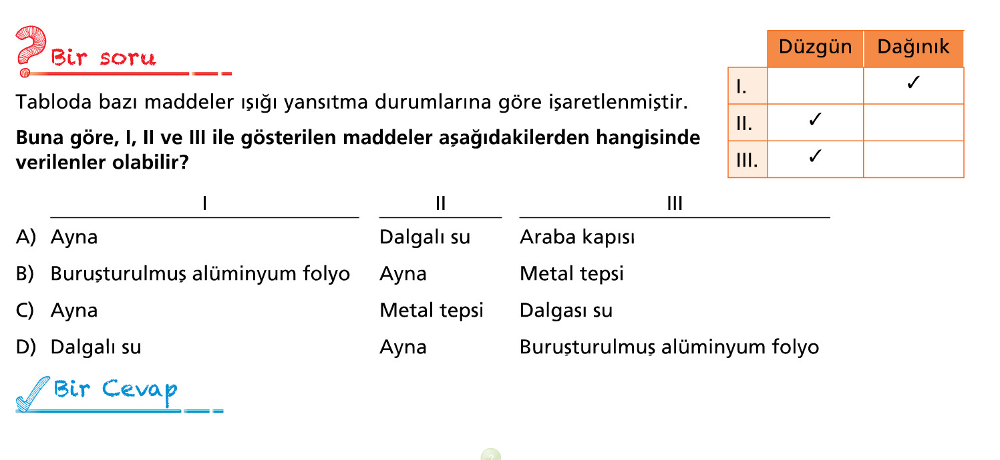 Bir soru
Düzgün Dağınık
I. ✓
II. ✓
III. ✓
Tabloda bazı maddeler ışığı yansıtma durumlarına göre işaretlenmiştir.
Buna göre, I, II ve III ile gösterilen maddeler aşağıdakilerden hangisinde
verilenler olabilir?
I II III
A) Ayna Dalgalı su Araba kapısı
B) Buruşturulmuş alüminyum folyo Ayna Metal tepsi
C) Ayna Metal tepsi Dalgası su
D) Dalgalı su Ayna Buruşturulmuş alüminyum folyo
Bir Cevap